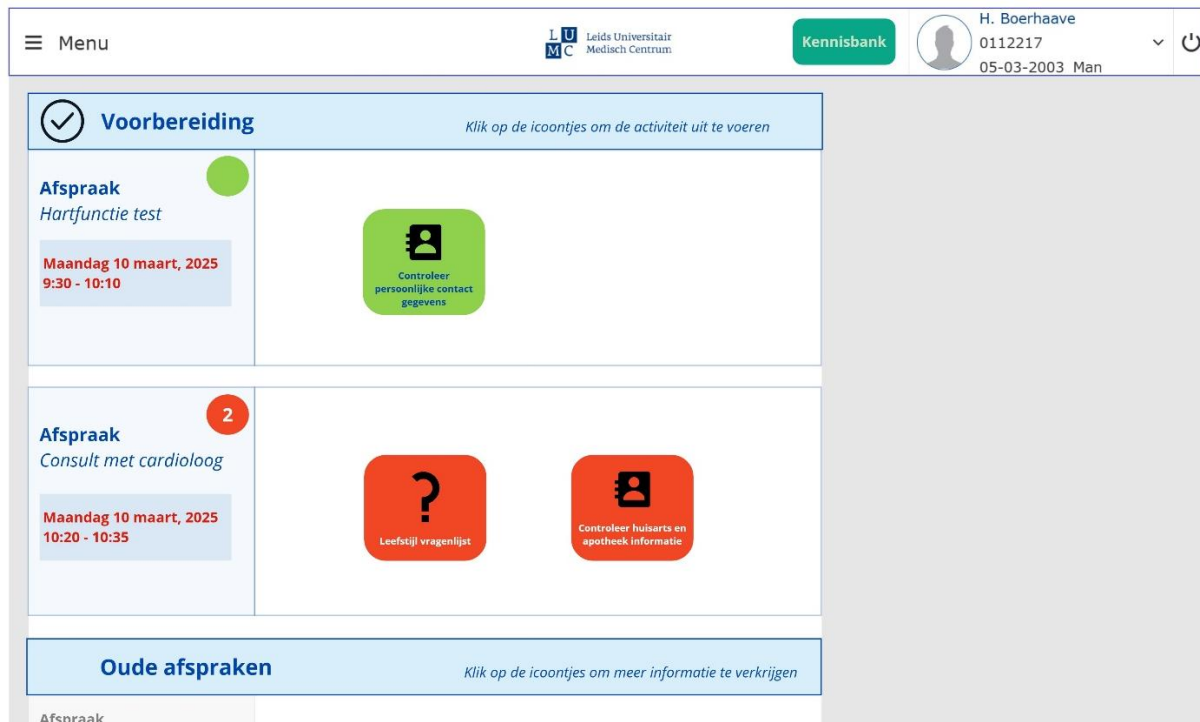 Menu
L U Leids Universitair
M C Medisch Centrum
Kennisbank
H. Boerhaave
0112217
05-03-2003 Man
Voorbereiding
Klik op de icoontjes om de activiteit uit te voeren
Afspraak
Hartfunctie test
Maandag 10 maart, 2025
9:30 - 10:10
Controleer
persoonlijke contact
gegevens
2
Afspraak
Consult met cardioloog
Maandag 10 maart, 2025
10:20 - 10:35
?
Leefstijl vragenlijst
Controleer huisarts en
apotheek informatie
Oude afspraken
Klik op de icoontjes om meer informatie te verkrijgen
Afspraak